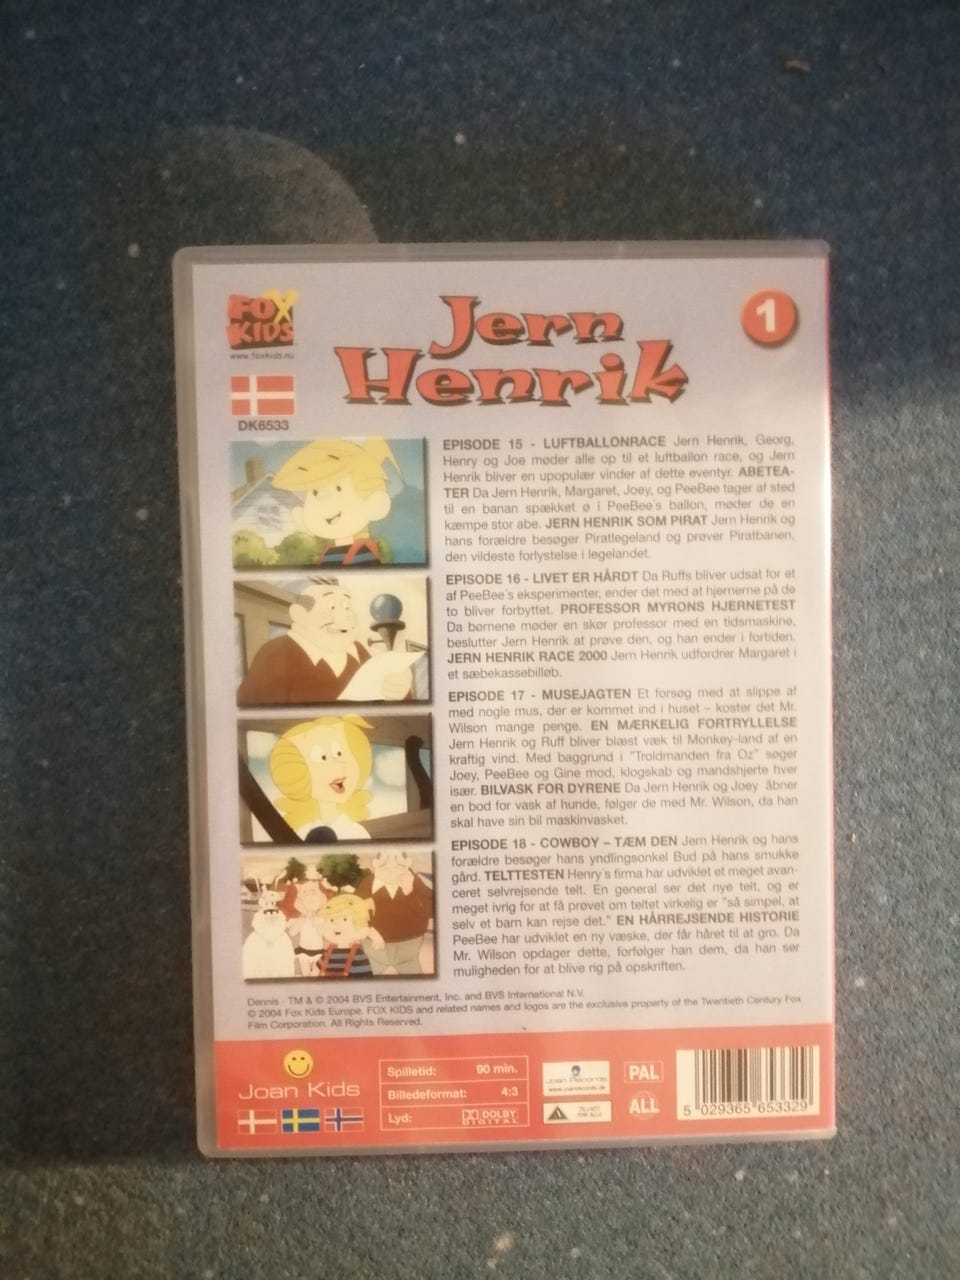 FOX
KIDS
www.foxkids.nu
Jern
Henrik
1
DK6533
EPISODE 15 - LUFTBALLONRACE Jern Henrik, Georg,
Henry og Joe møder alle op til et luftballon race, og Jern
Henrik bliver en upopulær vinder af dette eventyr. ABETEA-
TER Da Jern Henrik, Margaret, Joey, og PeeBee tager af sted
til en banan spækket ø i PeeBee's ballon, møder de en
kæmpe stor abe. JERN HENRIK SOM PIRAT Jern Henrik og
hans forældre besøger Piratlegeland og prøver Piratbanen,
den vildeste forlystelse i legelandet.
EPISODE 16 - LIVET ER HÅRDT Da Ruffs bliver udsat for et
af PeeBee's eksperimenter, ender det med at hjernerne på de
to bliver forbyttet. PROFESSOR MYRONS HJERNETEST
Da børnene møder en skør professor med en tidsmaskine,
beslutter Jern Henrik at prøve den, og han ender i fortiden.
JERN HENRIK RACE 2000 Jern Henrik udfordrer Margaret i
et sæbekassebilløb.
EPISODE 17 - MUSEJAGTEN Et forsøg med at slippe af
med nogle mus, der er kommet ind i huset – koster det Mr.
Wilson mange penge. EN MÆRKELIG FORTRYLLELSE
Jern Henrik og Ruff bliver blæst væk til Monkey-land af en
kraftig vind. Med baggrund i "Troldmanden fra Oz" søger
Joey, PeeBee og Gine mod, klogskab og mandshjerte hver
især. BILVASK FOR DYRENE Da Jern Henrik og Joey åbner
en bod for vask af hunde, følger de med Mr. Wilson, da han
skal have sin bil maskinvasket.
EPISODE 18 - COWBOY – TÆM DEN Jern Henrik og hans
forældre besøger hans yndlingsonkel Bud på hans smukke
gård. TELTTESTEN Henry's firma har udviklet et meget avan-
ceret selvrejsende telt. En general ser det nye telt, og er
meget ivrig for at få prøvet om teltet virkelig er "så simpel, at
selv et barn kan rejse det." EN HÅRREJSENDE HISTORIE
PeeBee har udviklet en ny væske, der får håret til at gro. Da
Mr. Wilson opdager dette, forfølger han dem, da han ser
muligheden for at blive rig på opskriften.
Dennis - TM & © 2004 BVS Entertainment, Inc. and BVS International N.V.
© 2004 Fox Kids Europe. FOX KIDS and related names and logos are the exclusive property of the Twentieth Century Fox
Film Corporation. All Rights Reserved.
Joan Kids
Spilletid: 90 min.
Billedeformat: 4:3
Lyd: DOLBY
DIGITAL
Joan Records
www.joanrecords.dk
TILLADT
FOR ALLE
PAL
ALL
5 029365 653329